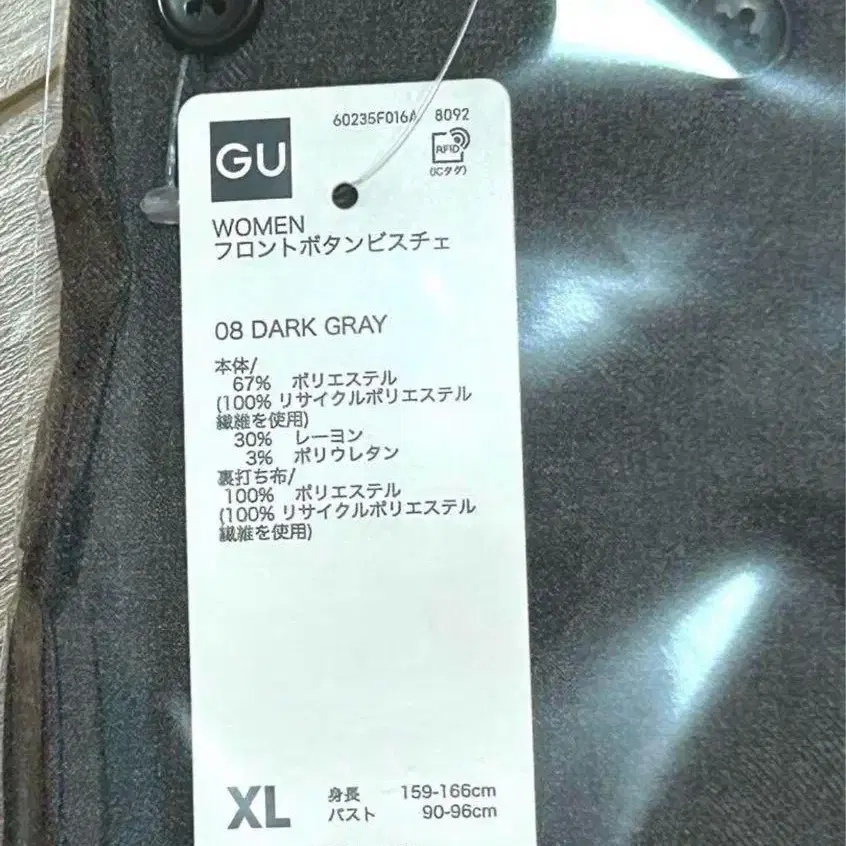 60235F016A 8092
GU
RFID
(ICタグ)
WOMEN
フロントボタンビスチェ
08 DARK GRAY
本体/
67% ポリエステル
(100% リサイクルポリエステル
繊維を使用)
30% レーヨン
3% ポリウレタン
裏打ち布/
100% ポリエステル
(100% リサイクルポリエステル
繊維を使用)
XL
身長 159-166cm
バスト 90-96cm